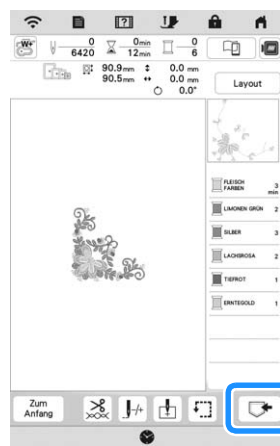 W+
0
6420
0min
12min
0
6
90.9mm
90.5mm
0.0 mm
0.0 mm
0.0°
Layout
FLEISCH FARBEN 3 min
LIMONEN GRÜN 2
SILBER 3
LACHSROSA 2
TIEFROT 1
ERNTEGOLD 1
Zum
Anfang
-/+